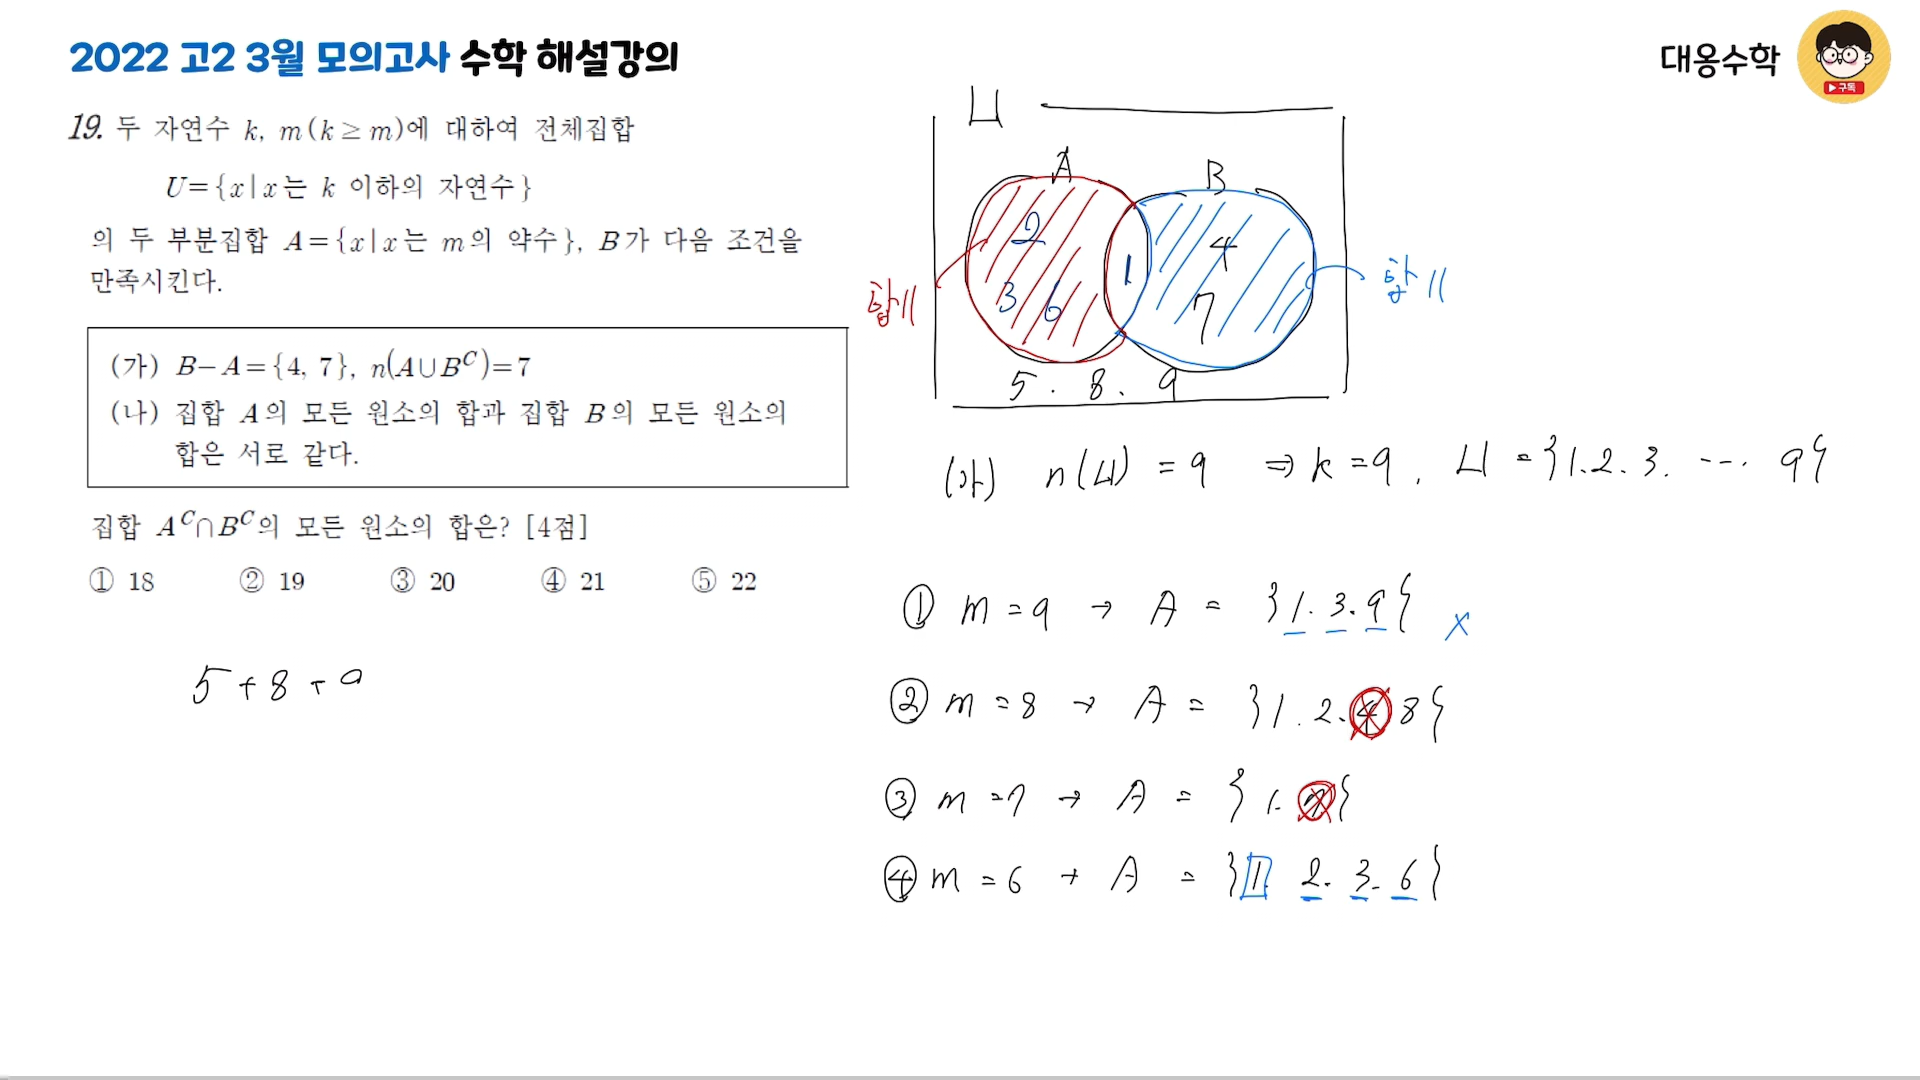 2022 고2 3월 모의고사 수학 해설강의
대웅수학
구독
19. 두 자연수 k, m(k≥m)에 대하여 전체집합
U={x|x는 k 이하의 자연수}
의 두 부분집합 A={x|x는 m의 약수}, B가 다음 조건을
만족시킨다.
(가) B−A={4, 7}, n(A∪B^C)=7
(나) 집합 A의 모든 원소의 합과 집합 B의 모든 원소의
합은 서로 같다.
집합 A^C∩B^C의 모든 원소의 합은? [4점]
① 18 ② 19 ③ 20 ④ 21 ⑤ 22
5+8+9
U
A B
2 4
3 6 1 7
합 11 합 11
5. 8. 9
(가) n(U) = 9 ⇒ k=9, U={1.2.3. ---. 9}
① m=9 → A = {1.3.9} X
② m=8 → A = {1.2.4 8}
③ m=7 → A = {1.7}
④ m=6 → A = {1. 2. 3. 6}